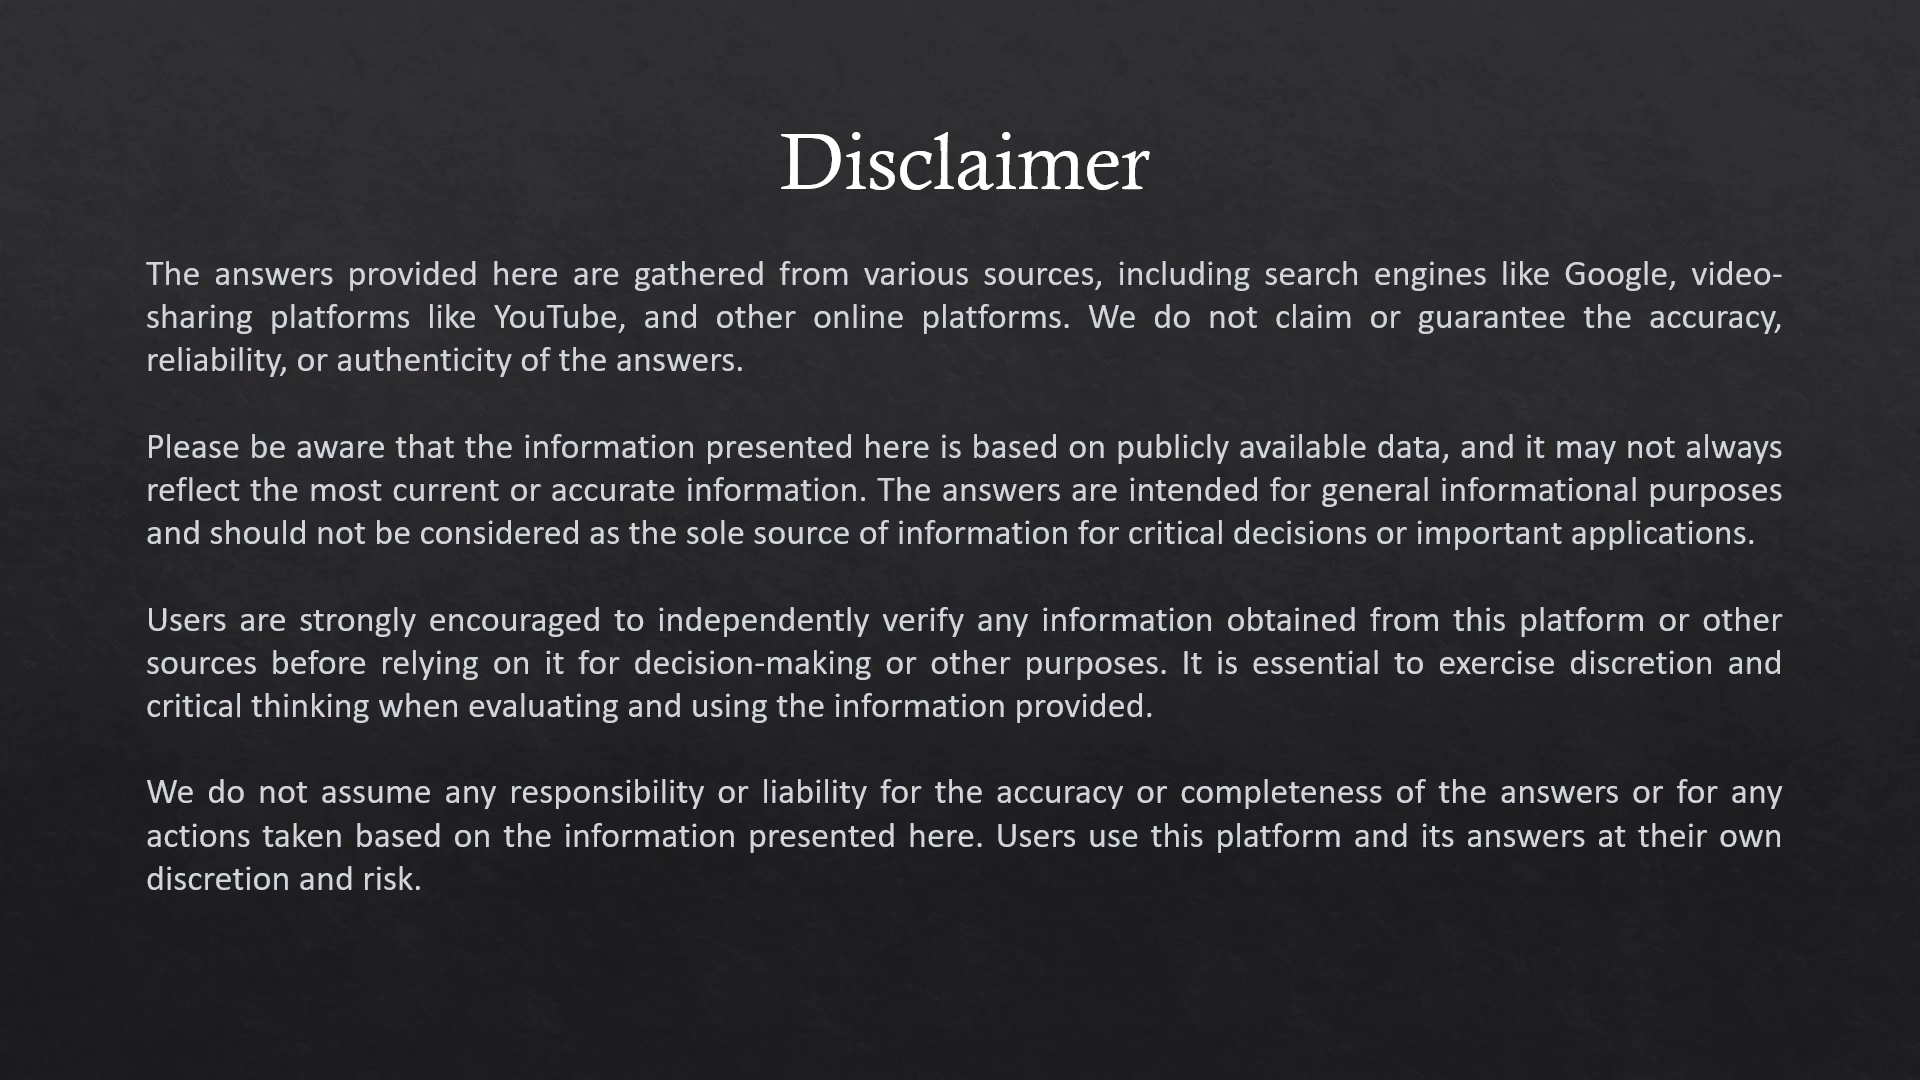 Disclaimer
The answers provided here are gathered from various sources, including search engines like Google, video-
sharing platforms like YouTube, and other online platforms. We do not claim or guarantee the accuracy,
reliability, or authenticity of the answers.
Please be aware that the information presented here is based on publicly available data, and it may not always
reflect the most current or accurate information. The answers are intended for general informational purposes
and should not be considered as the sole source of information for critical decisions or important applications.
Users are strongly encouraged to independently verify any information obtained from this platform or other
sources before relying on it for decision-making or other purposes. It is essential to exercise discretion and
critical thinking when evaluating and using the information provided.
We do not assume any responsibility or liability for the accuracy or completeness of the answers or for any
actions taken based on the information presented here. Users use this platform and its answers at their own
discretion and risk.